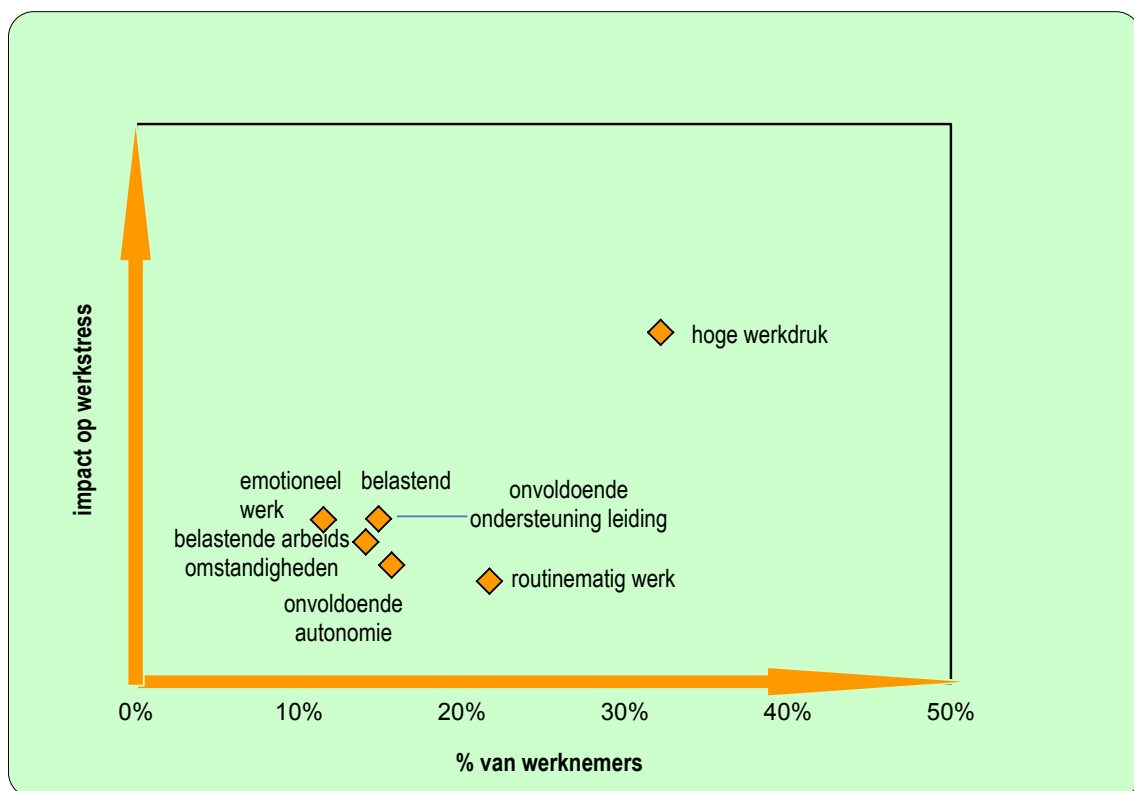 impact op werkstress
hoge werkdruk
emotioneel belastend
werk
onvoldoende
ondersteuning leiding
belastende arbeids
omstandigheden
routinematig werk
onvoldoende
autonomie
0% 10% 20% 30% 40% 50%
% van werknemers